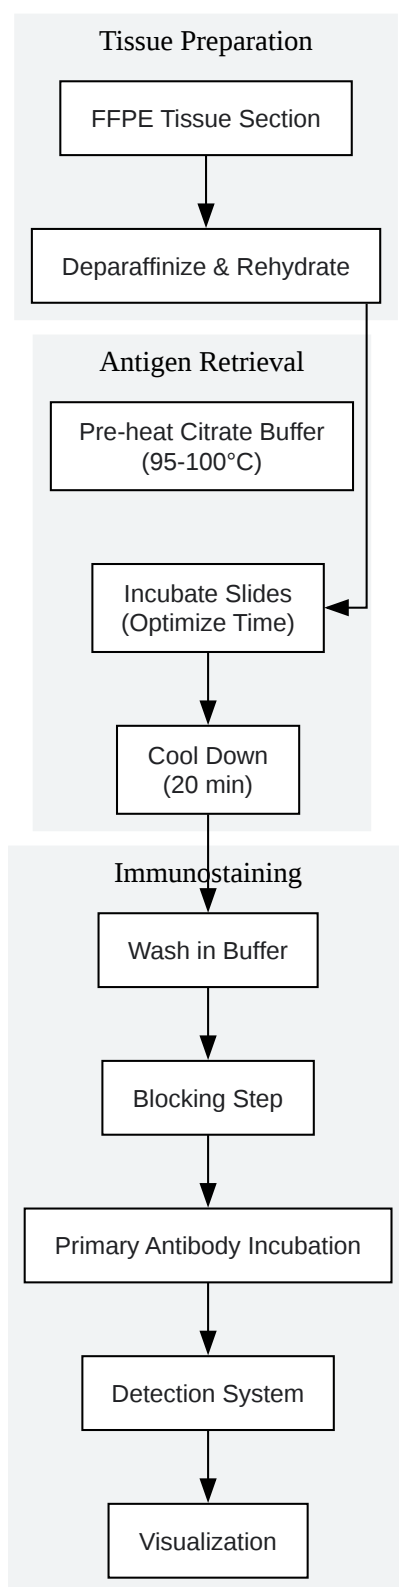 Tissue Preparation
FFPE Tissue Section
Deparaffinize & Rehydrate
Antigen Retrieval
Pre-heat Citrate Buffer
(95-100°C)
Incubate Slides
(Optimize Time)
Cool Down
(20 min)
Immunostaining
Wash in Buffer
Blocking Step
Primary Antibody Incubation
Detection System
Visualization